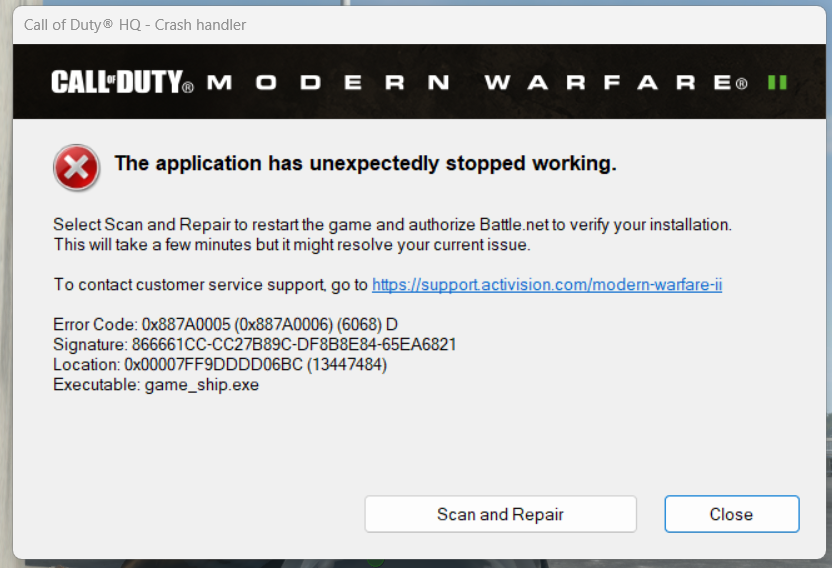 Call of Duty® HQ - Crash handler
CALL OF DUTY® MODERN WARFARE® II
The application has unexpectedly stopped working.
Select Scan and Repair to restart the game and authorize Battle.net to verify your installation.
This will take a few minutes but it might resolve your current issue.
To contact customer service support, go to https://support.activision.com/modern-warfare-ii
Error Code: 0x887A0005 (0x887A0006) (6068) D
Signature: 866661CC-CC27B89C-DF8B8E84-65EA6821
Location: 0x00007FF9DDDD06BC (13447484)
Executable: game_ship.exe
Scan and Repair
Close